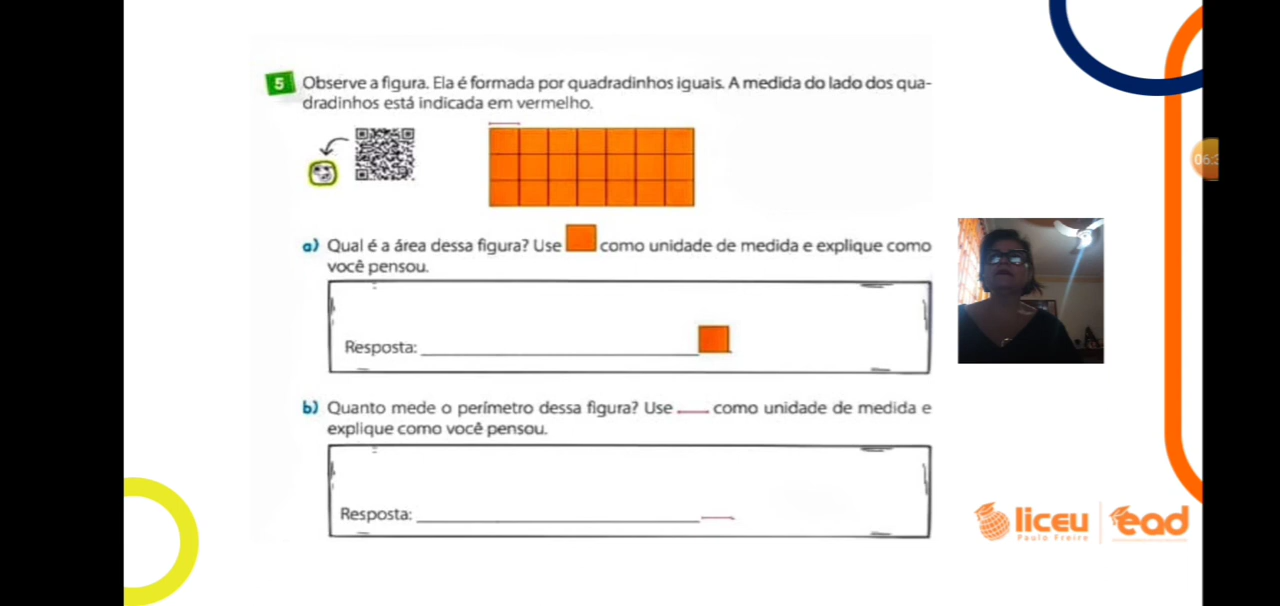 5 Observe a figura. Ela é formada por quadradinhos iguais. A medida do lado dos qua-
dradinhos está indicada em vermelho.
06:3
a) Qual é a área dessa figura? Use como unidade de medida e explique como
você pensou.
Resposta:
b) Quanto mede o perímetro dessa figura? Use como unidade de medida e
explique como você pensou.
Resposta:
liceu ead
Paulo Freire